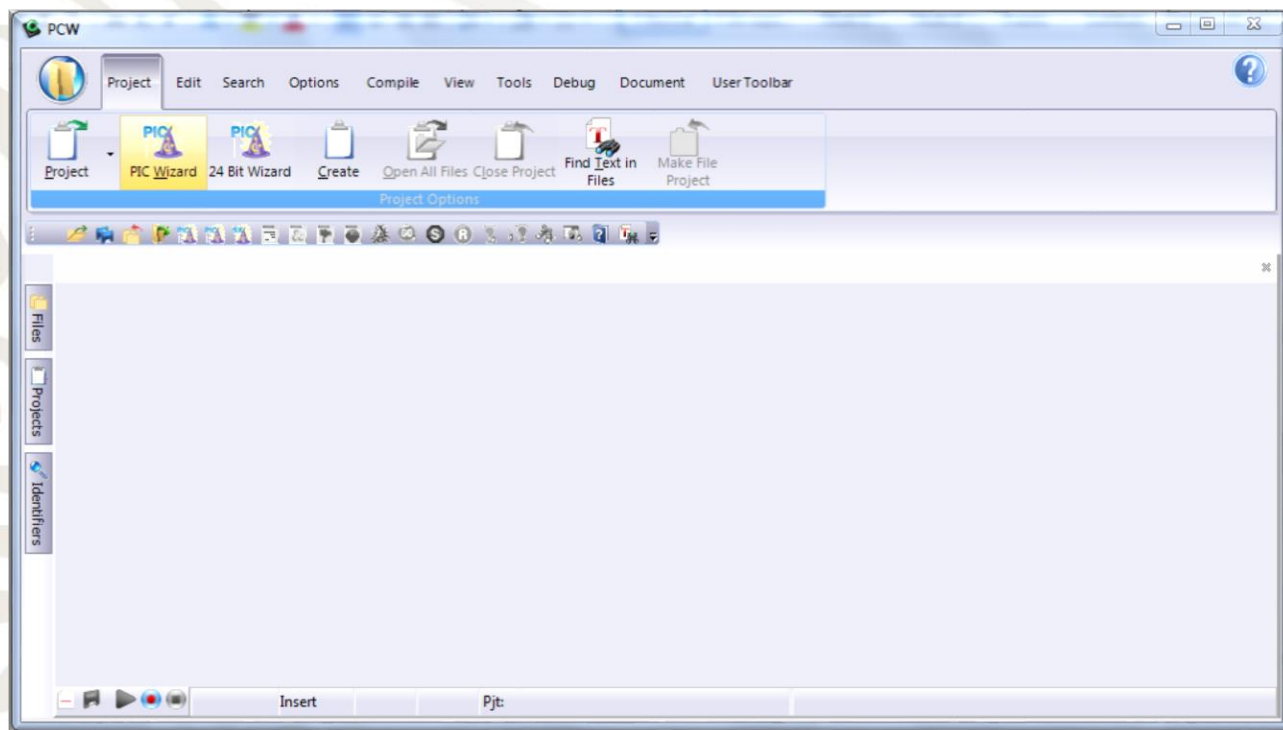 PCW
Project Edit Search Options Compile View Tools Debug Document User Toolbar
Project PIC Wizard 24 Bit Wizard Create Open All Files Close Project Find Text in Files Make File Project
Project Options
Files
Projects
Identifiers
Insert Pjt: